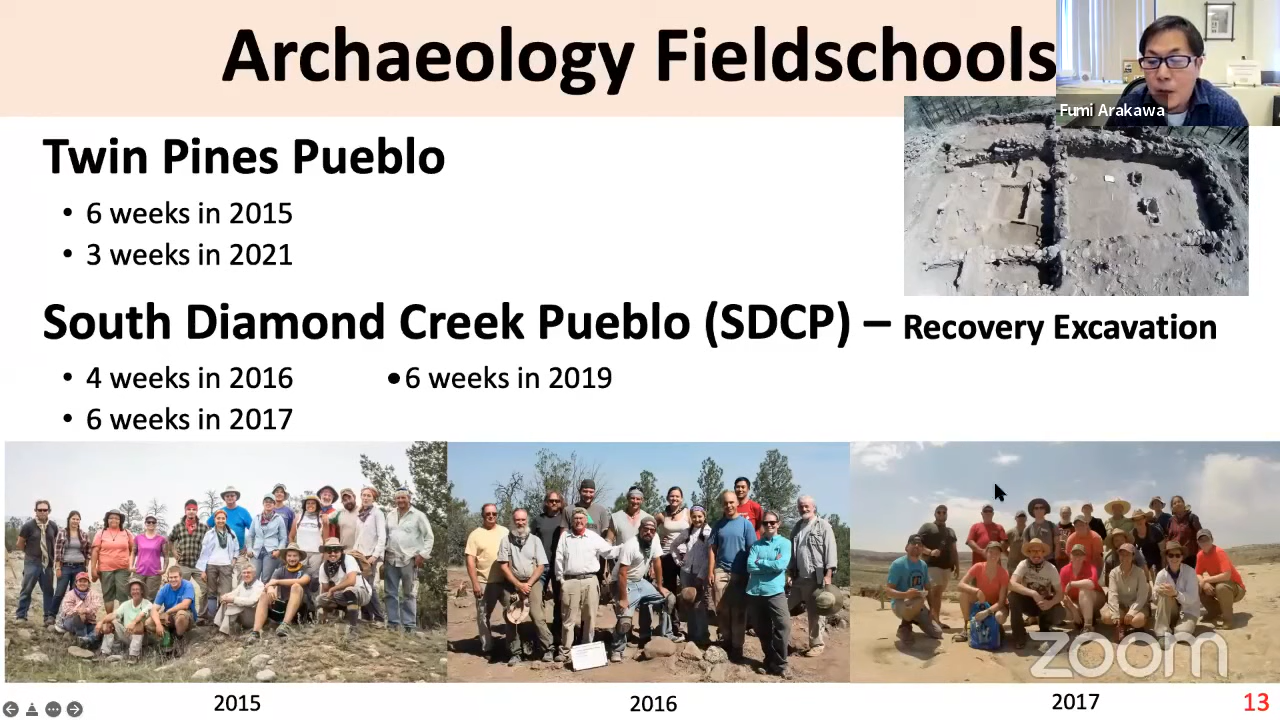 Archaeology Fieldschools
Fumi Arakawa
Twin Pines Pueblo
• 6 weeks in 2015
• 3 weeks in 2021
South Diamond Creek Pueblo (SDCP) – Recovery Excavation
• 4 weeks in 2016
• 6 weeks in 2019
• 6 weeks in 2017
zoom
2015
2016
2017
13